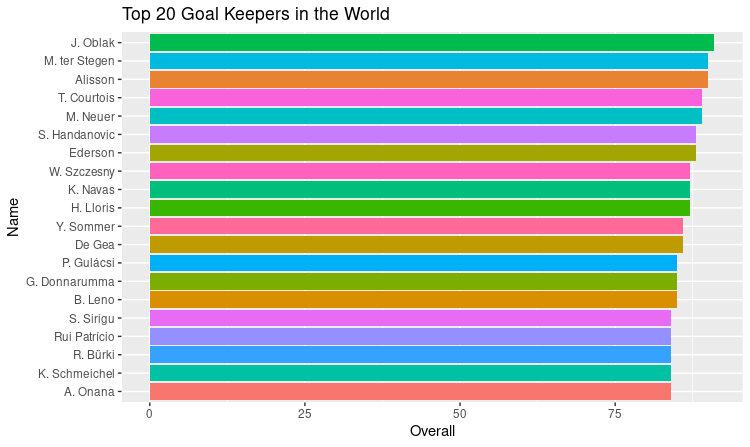 Top 20 Goal Keepers in the World
J. Oblak
M. ter Stegen
Alisson
T. Courtois
M. Neuer
S. Handanovic
Ederson
W. Szczesny
K. Navas
H. Lloris
Y. Sommer
De Gea
P. Gulácsi
G. Donnarumma
B. Leno
S. Sirigu
Rui Patrício
R. Bürki
K. Schmeichel
A. Onana
Name
0 25 50 75
Overall